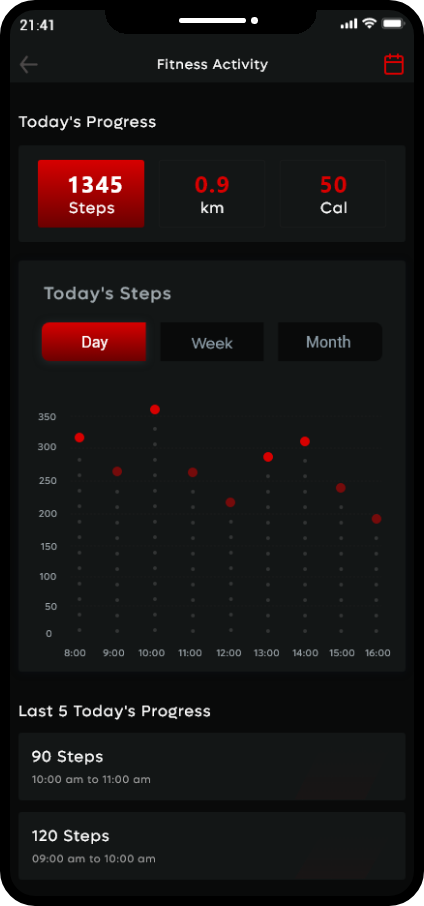 21:41
Fitness Activity
Today's Progress
1345 0.9 50
Steps km Cal
Today's Steps
Day Week Month
350
300
250
200
150
100
50
0
8:00 9:00 10:00 11:00 12:00 13:00 14:00 15:00 16:00
Last 5 Today's Progress
90 Steps
10:00 am to 11:00 am
120 Steps
09:00 am to 10:00 am